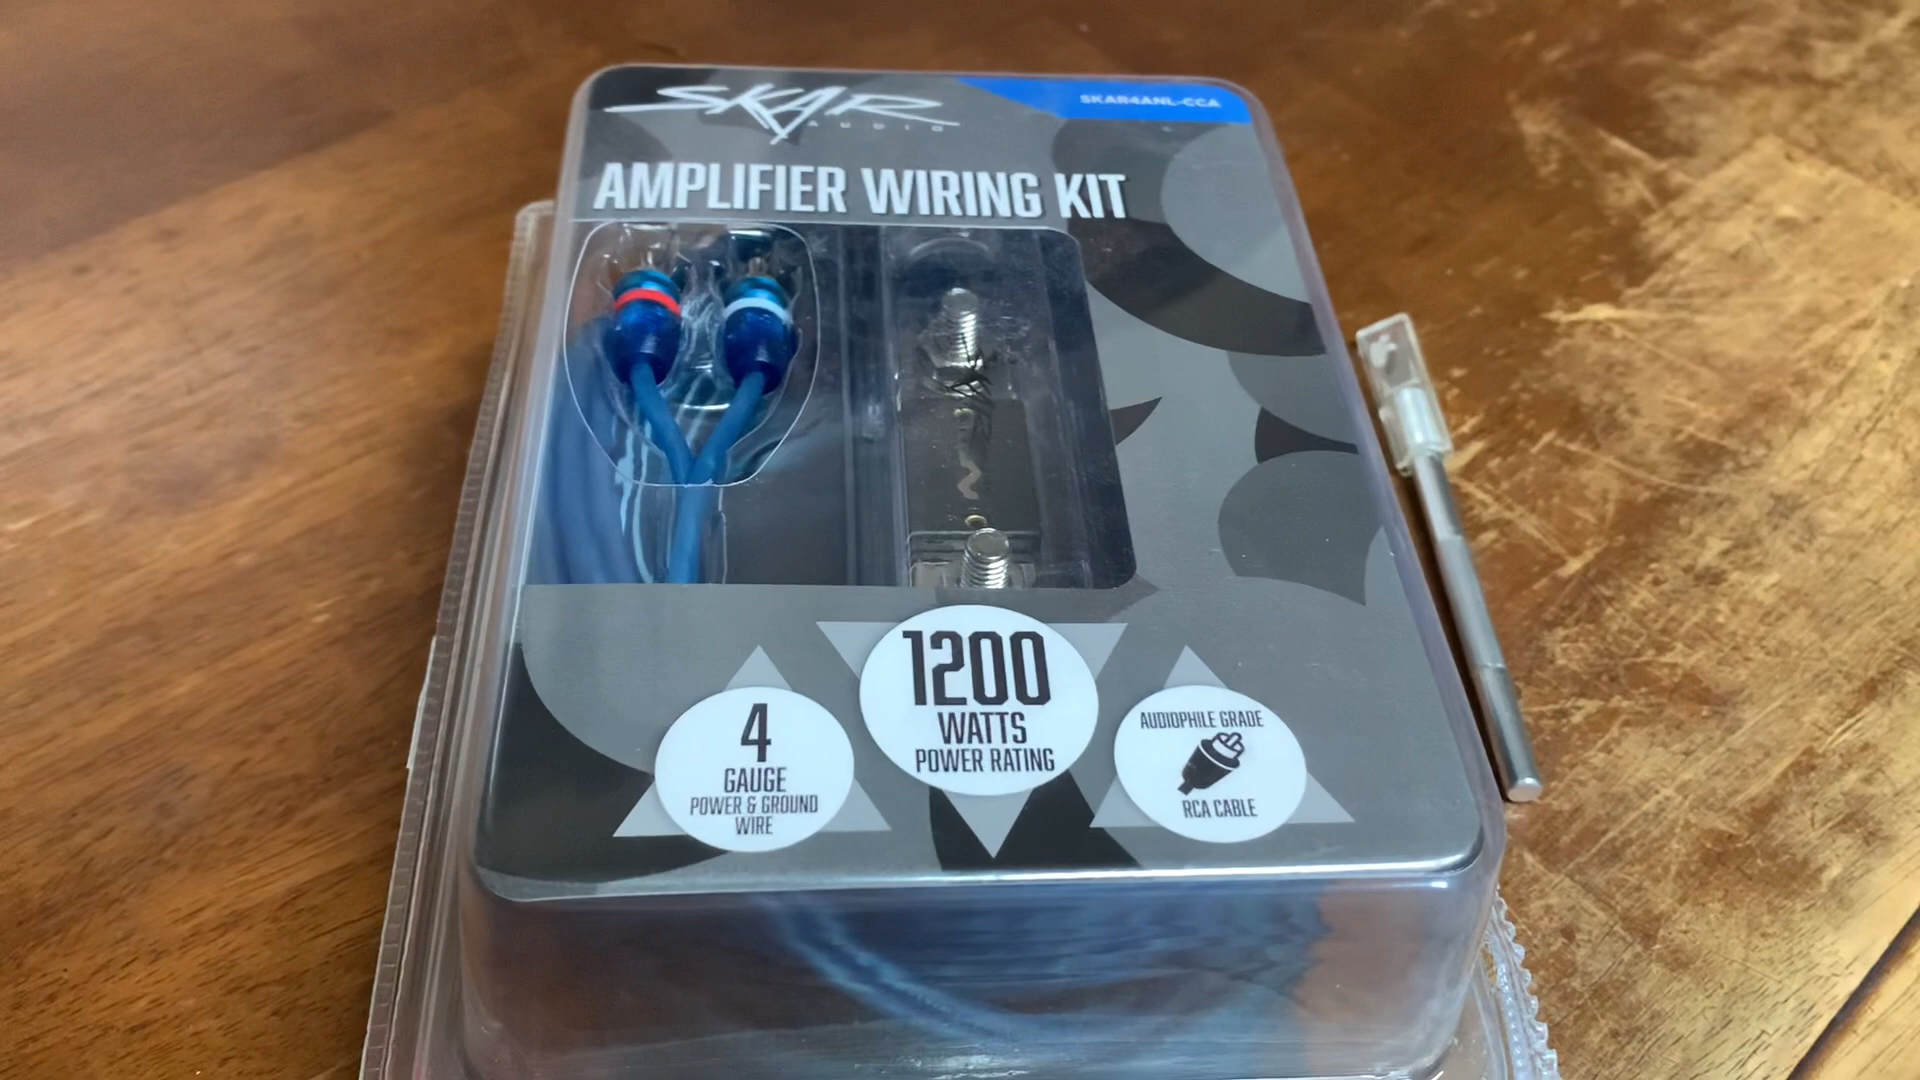 SKAR
AUDIO
SKAR4ANL-CCA
AMPLIFIER WIRING KIT
4
GAUGE
POWER & GROUND
WIRE
1200
WATTS
POWER RATING
AUDIOPHILE GRADE
RCA CABLE